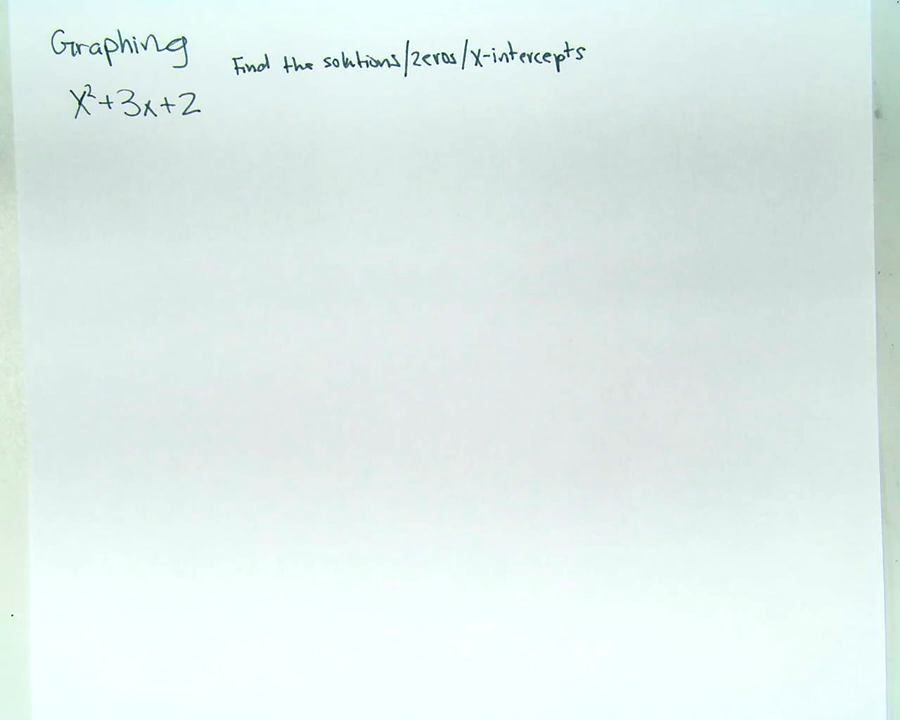 Graphing
Find the solutions/zeros/x-intercepts
x²+3x+2